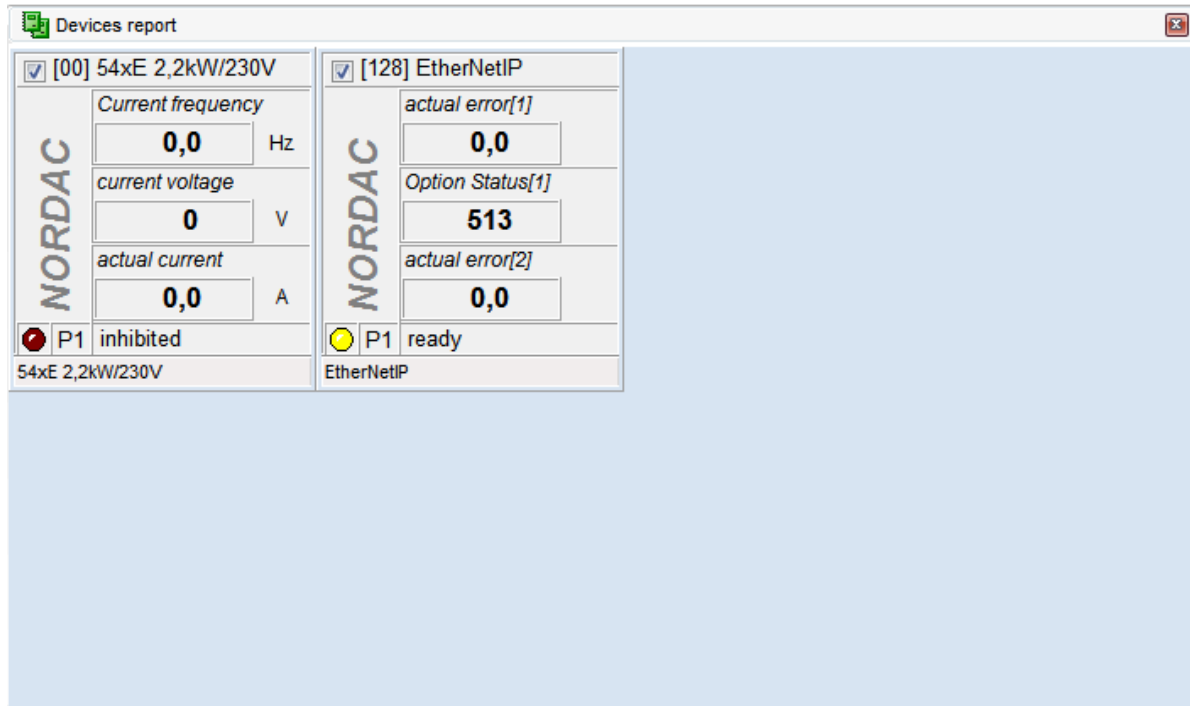 Devices report
[00] 54xE 2,2kW/230V
NORDAC
Current frequency
0,0 Hz
current voltage
0 V
actual current
0,0 A
P1 inhibited
54xE 2,2kW/230V
[128] EtherNetIP
NORDAC
actual error[1]
0,0
Option Status[1]
513
actual error[2]
0,0
P1 ready
EtherNetIP